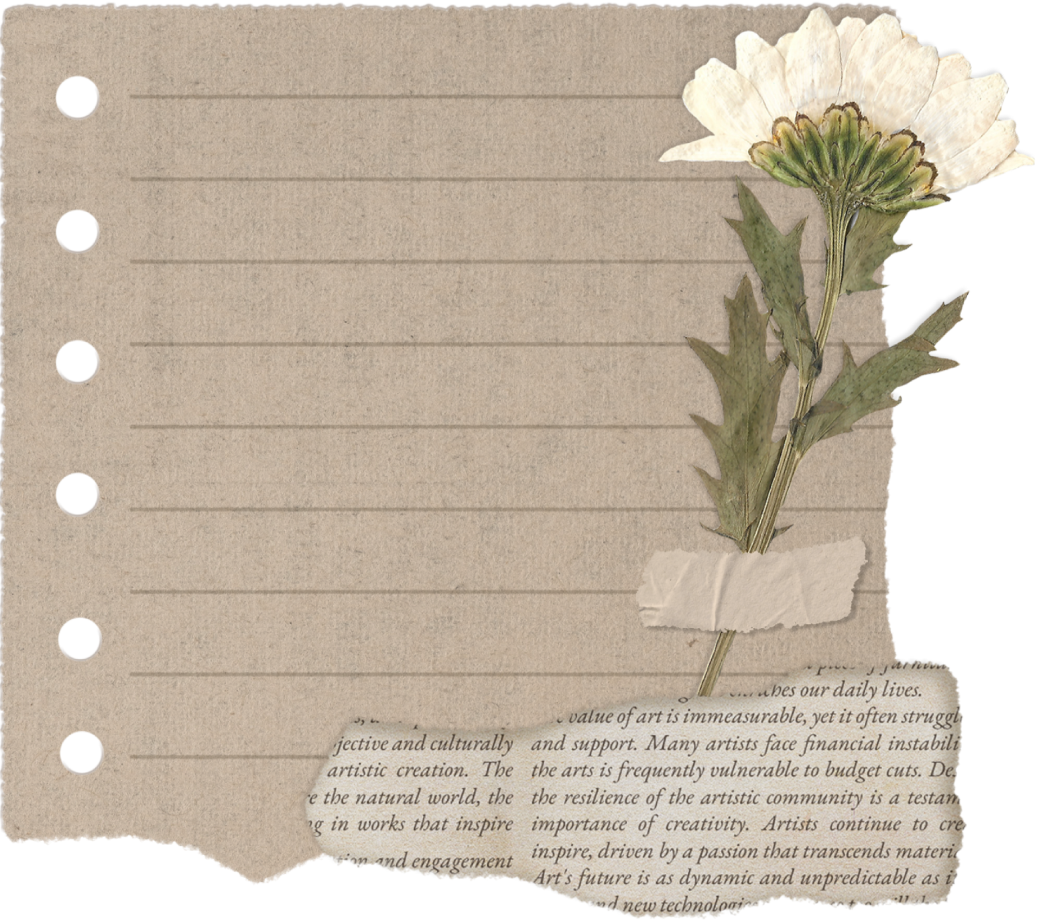 jective and culturally
artistic creation. The
the natural world, the
in works that inspire
and engagement
our daily lives.
value of art is immeasurable, yet it often struggl
and support. Many artists face financial instabili
the arts is frequently vulnerable to budget cuts. De
the resilience of the artistic community is a testam
importance of creativity. Artists continue to cre
inspire, driven by a passion that transcends materi
Art's future is as dynamic and unpredictable as i
new technologi